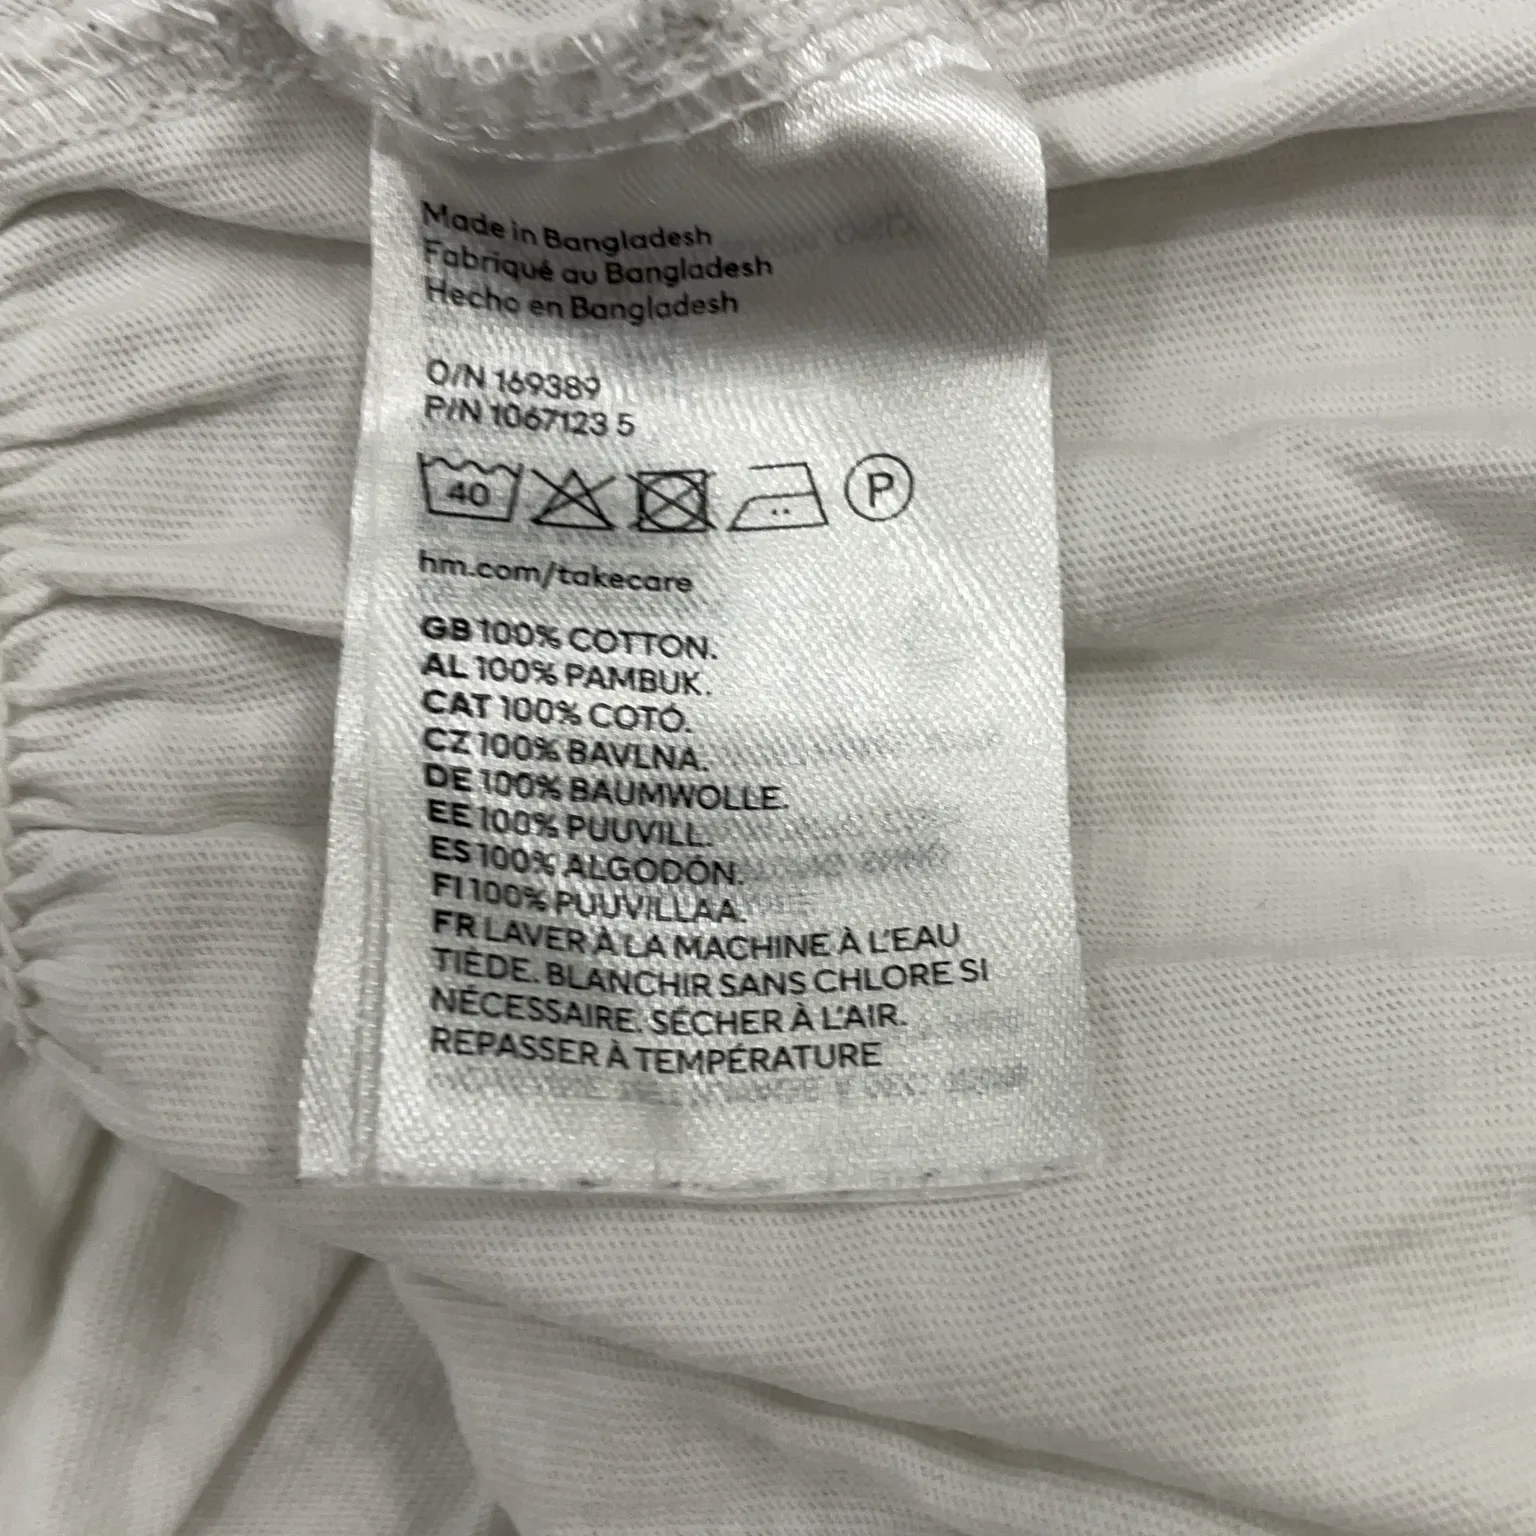 Made in Bangladesh
Fabriqué au Bangladesh
Hecho en Bangladesh
O/N 169389
P/N 1067123 5
40 P
hm.com/takecare
GB 100% COTTON.
AL 100% PAMBUK.
CAT 100% COTÓ.
CZ 100% BAVLNA.
DE 100% BAUMWOLLE.
EE 100% PUUVILL.
ES 100% ALGODÓN.
FI 100% PUUVILLAA.
FR LAVER À LA MACHINE À L'EAU
TIÈDE. BLANCHIR SANS CHLORE SI
NÉCESSAIRE. SÉCHER À L'AIR.
REPASSER À TEMPÉRATURE